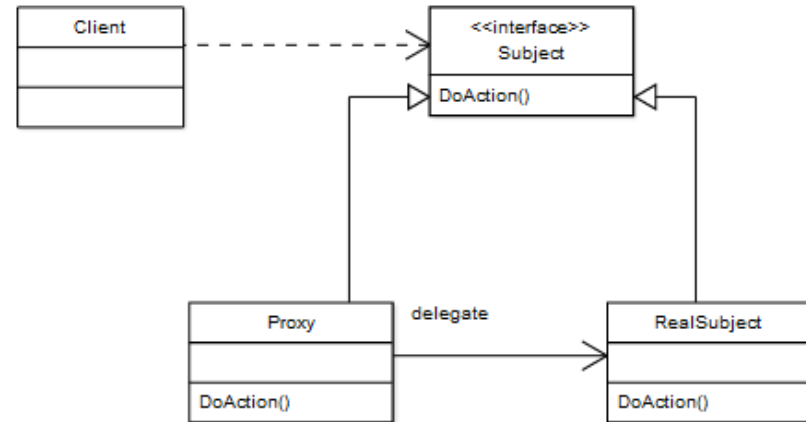 Client
<<interface>>
Subject
DoAction()
delegate
Proxy
RealSubject
DoAction()
DoAction()